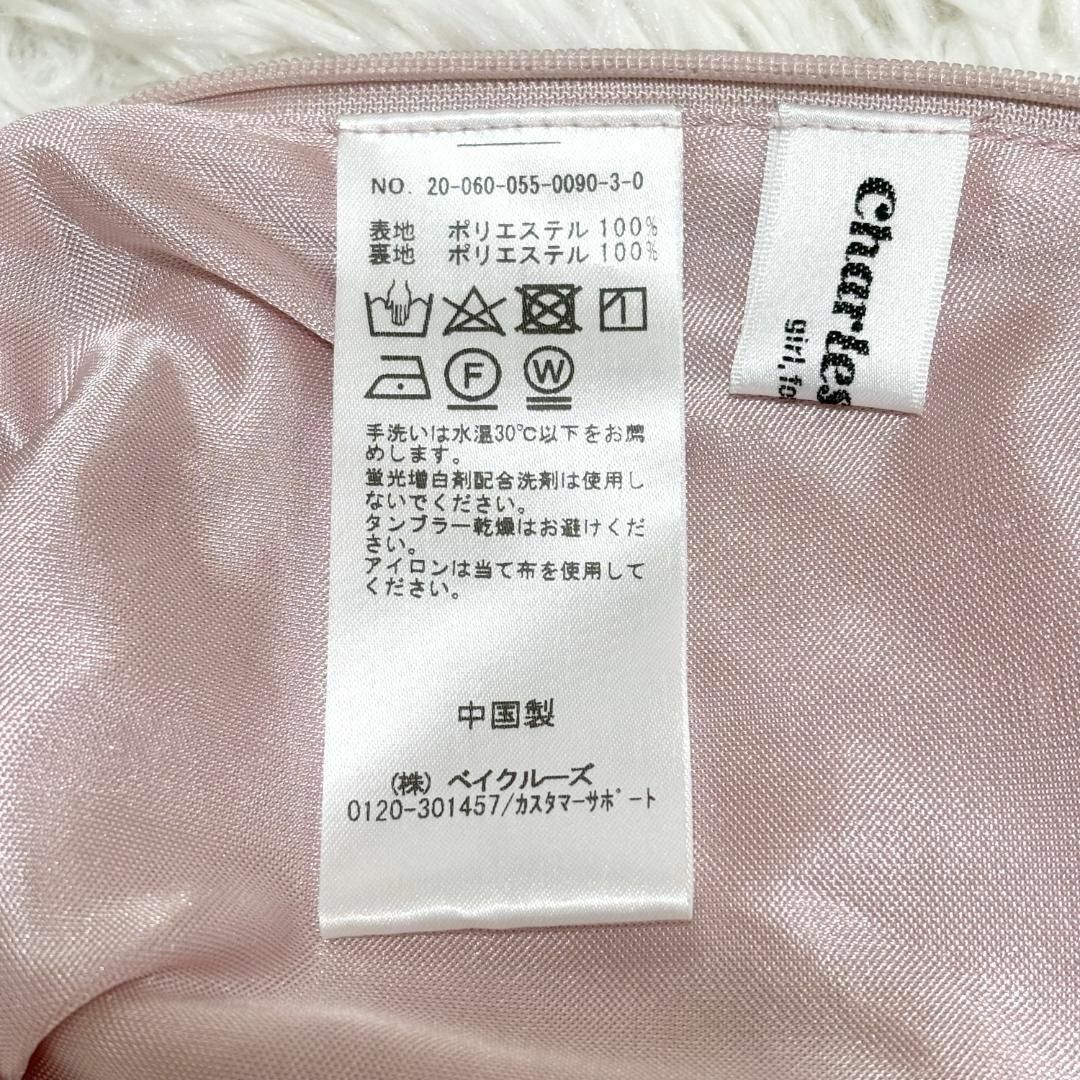 NO. 20-060-055-0090-3-0
表地 ポリエステル 100%
裏地 ポリエステル 100%
F W
手洗いは水温30℃以下をお薦
めします。
蛍光増白剤配合洗剤は使用し
ないでください。
タンブラー乾燥はお避けくだ
さい。
アイロンは当て布を使用して
ください。
中国製
(株) ベイクルーズ
0120-301457/カスタマーサポート
Charles
girl,